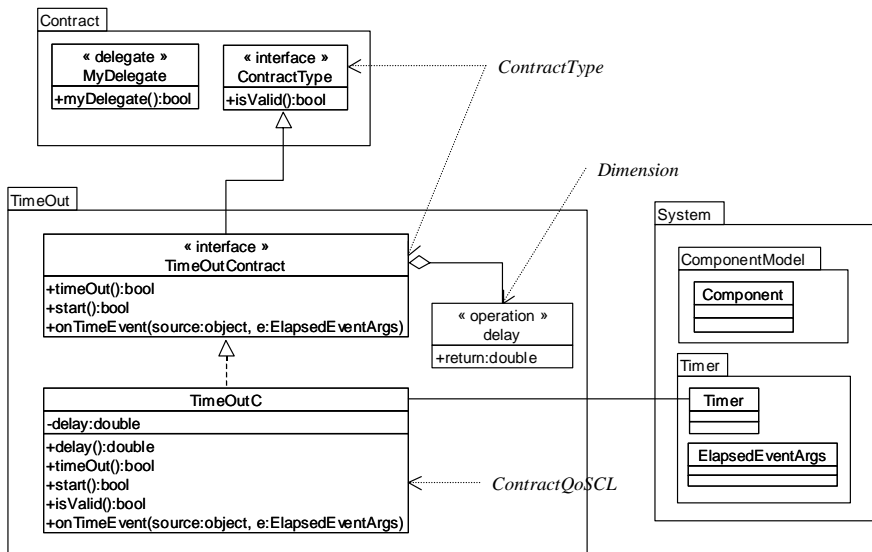 Contract
« delegate »
MyDelegate
+myDelegate():bool
« interface »
ContractType
+isValid():bool
ContractType
Dimension
TimeOut
« interface »
TimeOutContract
+timeOut():bool
+start():bool
+onTimeEvent(source:object, e:ElapsedEventArgs)
« operation »
delay
+return:double
TimeOutC
-delay:double
+delay():double
+timeOut():bool
+start():bool
+isValid():bool
+onTimeEvent(source:object, e:ElapsedEventArgs)
ContractQoSCL
System
ComponentModel
Component
Timer
Timer
ElapsedEventArgs